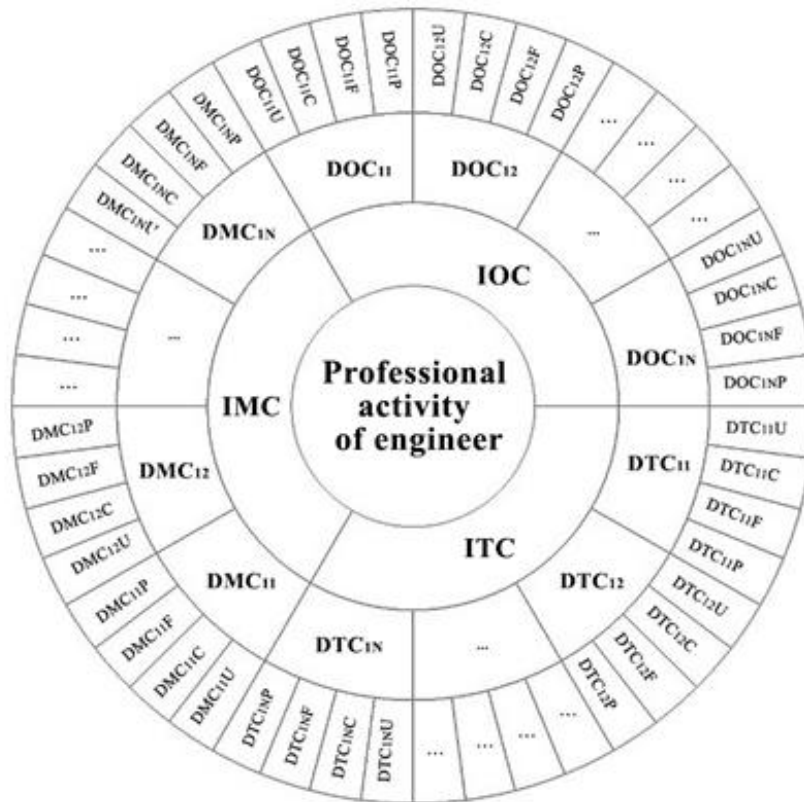 Professional
activity
of engineer
IOC
ITC
IMC
DOC11
DOC12
...
DOC1N
DTC11
DTC12
...
DTC1N
DMC11
DMC12
...
DMC1N
DOC11U
DOC11C
DOC11F
DOC11P
DOC12U
DOC12C
DOC12F
DOC12P
...
...
...
...
DOC1NU
DOC1NC
DOC1NF
DOC1NP
DTC11U
DTC11C
DTC11F
DTC11P
DTC12U
DTC12C
DTC12F
DTC12P
...
...
...
...
DTC1NU
DTC1NC
DTC1NF
DTC1NP
DMC11U
DMC11C
DMC11F
DMC11P
DMC12U
DMC12C
DMC12F
DMC12P
...
...
...
...
DMC1NU
DMC1NC
DMC1NF
DMC1NP